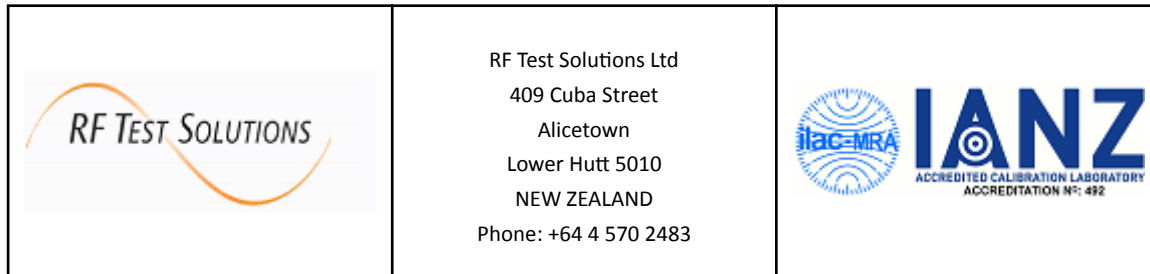 RF TEST SOLUTIONS
RF Test Solutions Ltd
409 Cuba Street
Alicetown
Lower Hutt 5010
NEW ZEALAND
Phone: +64 4 570 2483
ilac-MRA
IANZ
ACCREDITED CALIBRATION LABORATORY
ACCREDITATION Nº: 492